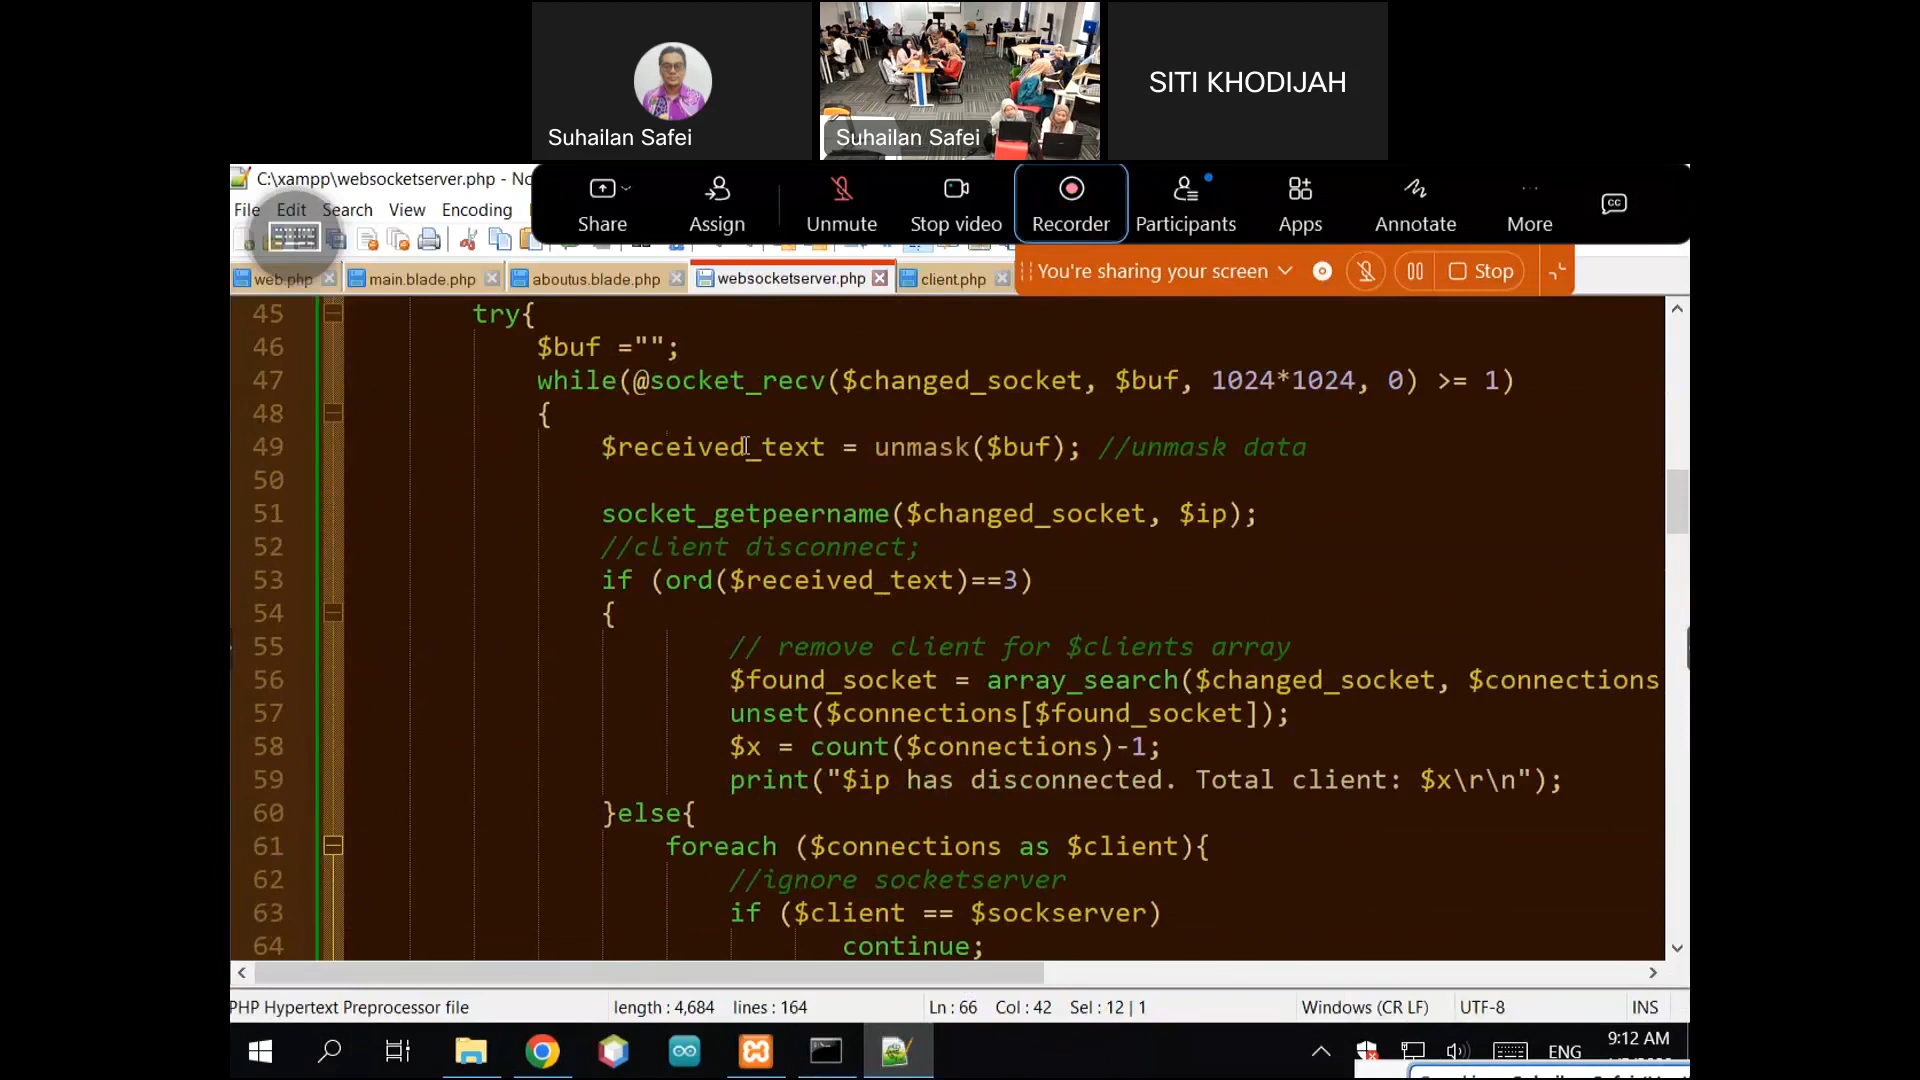 Suhailan Safei
Suhailan Safei
SITI KHODIJAH
C:\xampp\websocketserver.php - No
File Edit Search View Encoding
Share
Assign
Unmute
Stop video
Recorder
Participants
Apps
Annotate
More
CC
You're sharing your screen
Stop
web.php
main.blade.php
aboutus.blade.php
websocketserver.php
client.php
45 try{
46 $buf ="";
47 while(@socket_recv($changed_socket, $buf, 1024*1024, 0) >= 1)
48 {
49 $received_text = unmask($buf); //unmask data
50
51 socket_getpeername($changed_socket, $ip);
52 //client disconnect;
53 if (ord($received_text)==3)
54 {
55 // remove client for $clients array
56 $found_socket = array_search($changed_socket, $connections
57 unset($connections[$found_socket]);
58 $x = count($connections)-1;
59 print("$ip has disconnected. Total client: $x\r\n");
60 }else{
61 foreach ($connections as $client){
62 //ignore socketserver
63 if ($client == $sockserver)
64 continue;
PHP Hypertext Preprocessor file length : 4,684 lines : 164 Ln : 66 Col : 42 Sel : 12 | 1 Windows (CR LF) UTF-8 INS
ENG
9:12 AM